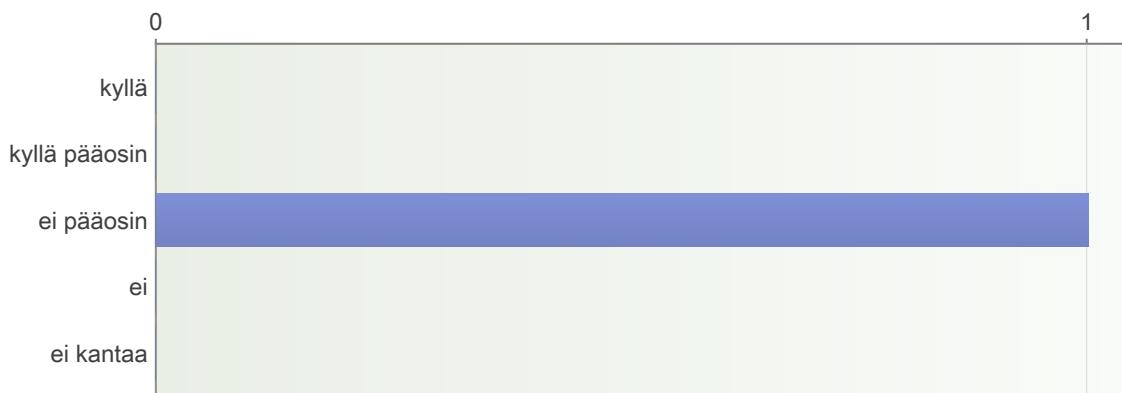 0 1
kyllä
kyllä pääosin
ei pääosin
ei
ei kantaa